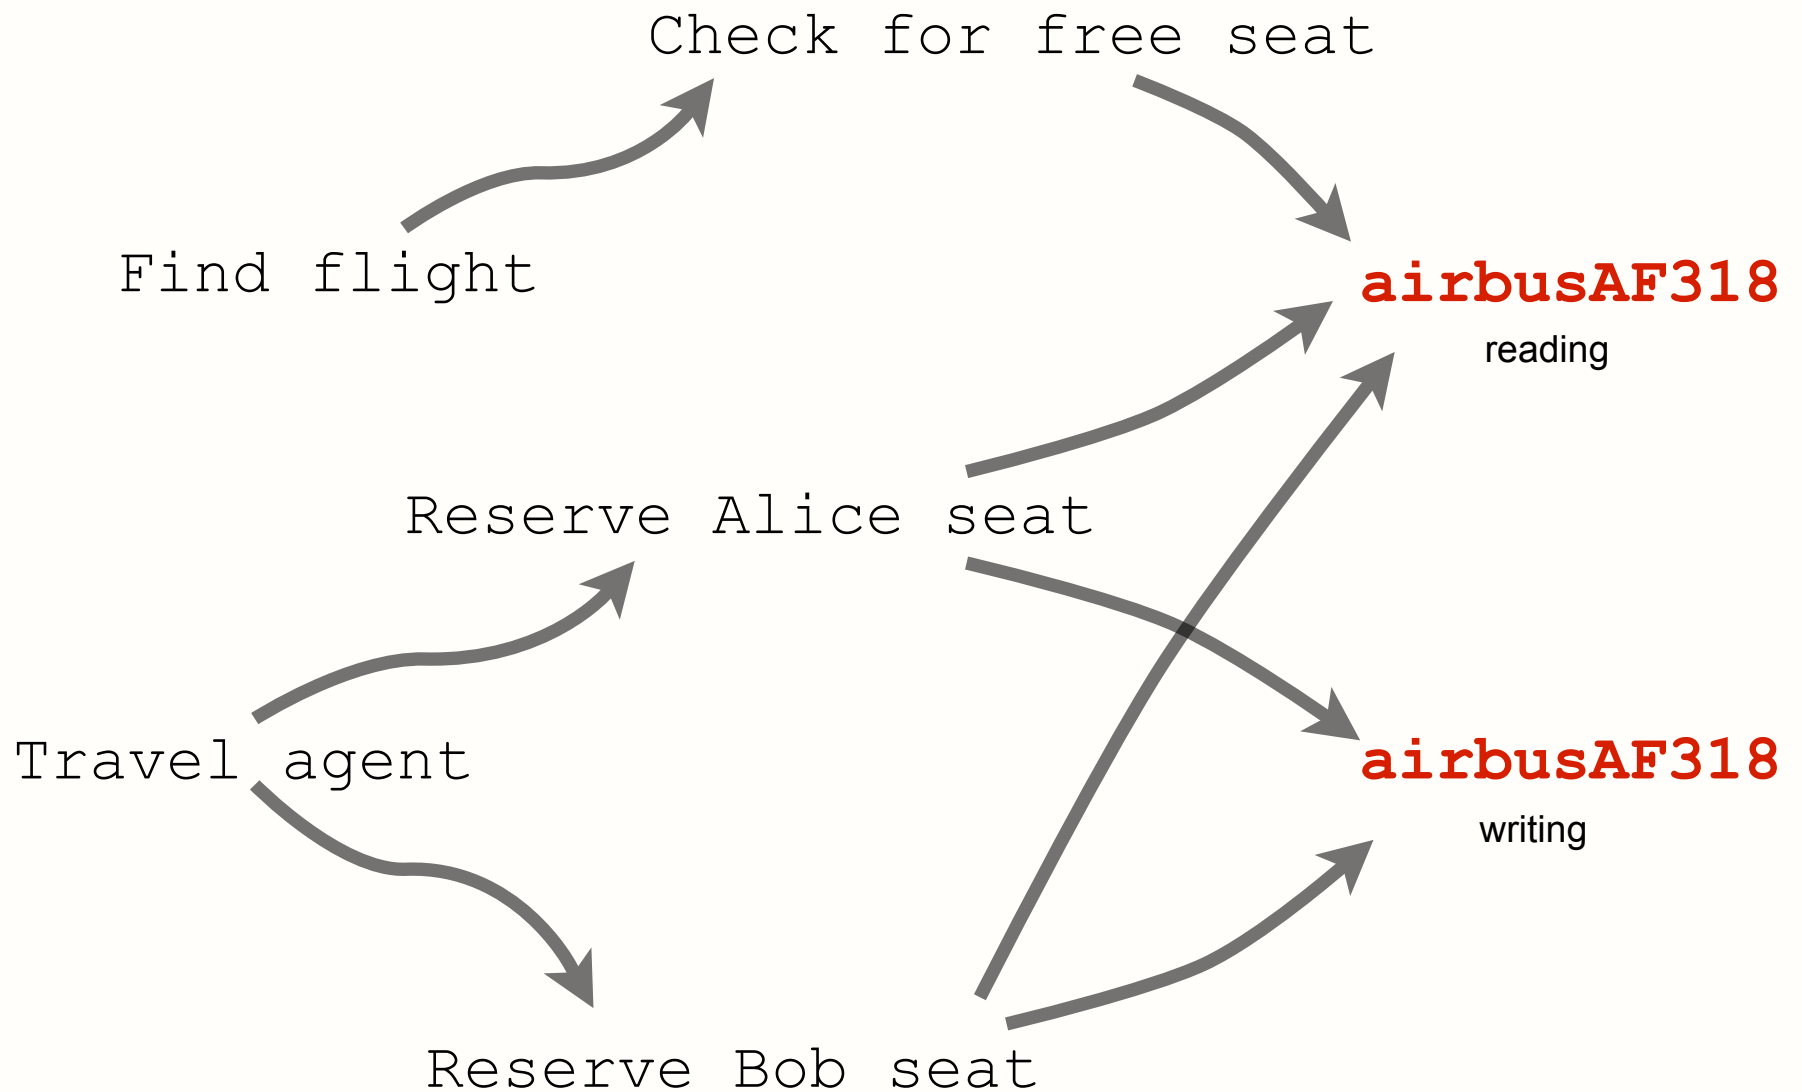 Check for free seat
Find flight
airbusAF318
reading
Reserve Alice seat
Travel agent
airbusAF318
writing
Reserve Bob seat